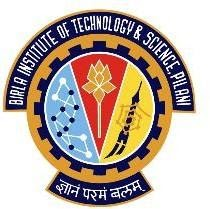 BIRLA INSTITUTE OF TECHNOLOGY & SCIENCE, PILANI
ज्ञानं परमं बलम्